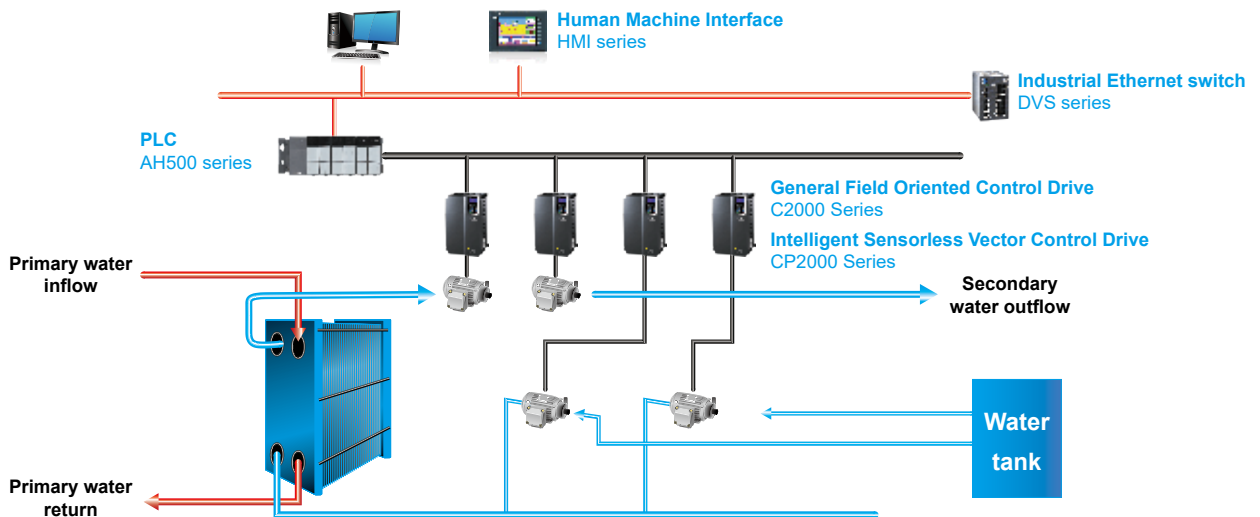 Human Machine Interface
HMI series
Industrial Ethernet switch
DVS series
PLC
AH500 series
General Field Oriented Control Drive
C2000 Series
Intelligent Sensorless Vector Control Drive
CP2000 Series
Primary water
inflow
Secondary
water outflow
Water
tank
Primary water
return